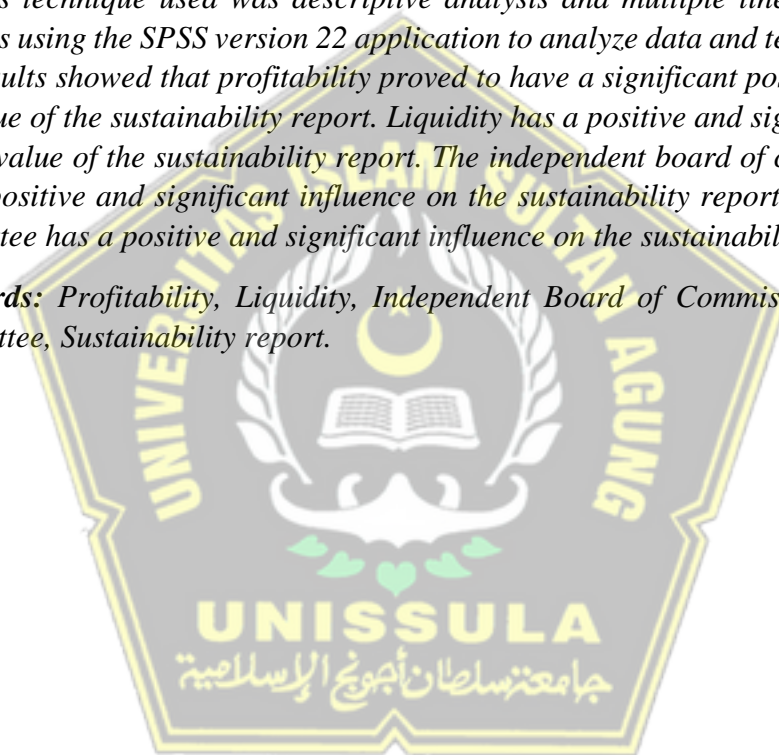 s technique used was descriptive analysis and multiple line
s using the SPSS version 22 application to analyze data and te
ults showed that profitability proved to have a significant po
ue of the sustainability report. Liquidity has a positive and sig
value of the sustainability report. The independent board of
positive and significant influence on the sustainability report
tee has a positive and significant influence on the sustainabil
rds: Profitability, Liquidity, Independent Board of Commis
ttee, Sustainability report.
UNIVERSITAS ISLAM SULTAN AGUNG
UNISSULA
جامعتسلطان أجونج الإسلامية